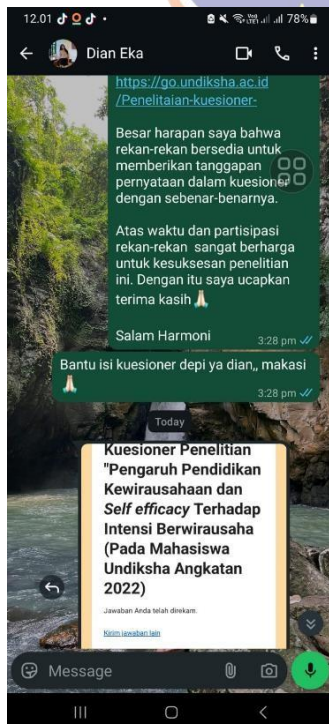 12.01
78%
Dian Eka
https://go.undiksha.ac.id
/Penelitaian-kuesioner-
Besar harapan saya bahwa
rekan-rekan bersedia untuk
memberikan tanggapan
pernyataan dalam kuesioner
dengan sebenar-benarnya.
Atas waktu dan partisipasi
rekan-rekan sangat berharga
untuk kesuksesan penelitian
ini. Dengan itu saya ucapkan
terima kasih 🙏🏻
Salam Harmoni
3:28 pm
Bantu isi kuesioner depi ya dian,, makasi
🙏🏻
3:28 pm
Today
Kuesioner Penelitian
"Pengaruh Pendidikan
Kewirausahaan dan
Self efficacy Terhadap
Intensi Berwirausaha
(Pada Mahasiswa
Undiksha Angkatan
2022)
Jawaban Anda telah direkam.
Kirim jawaban lain
Message